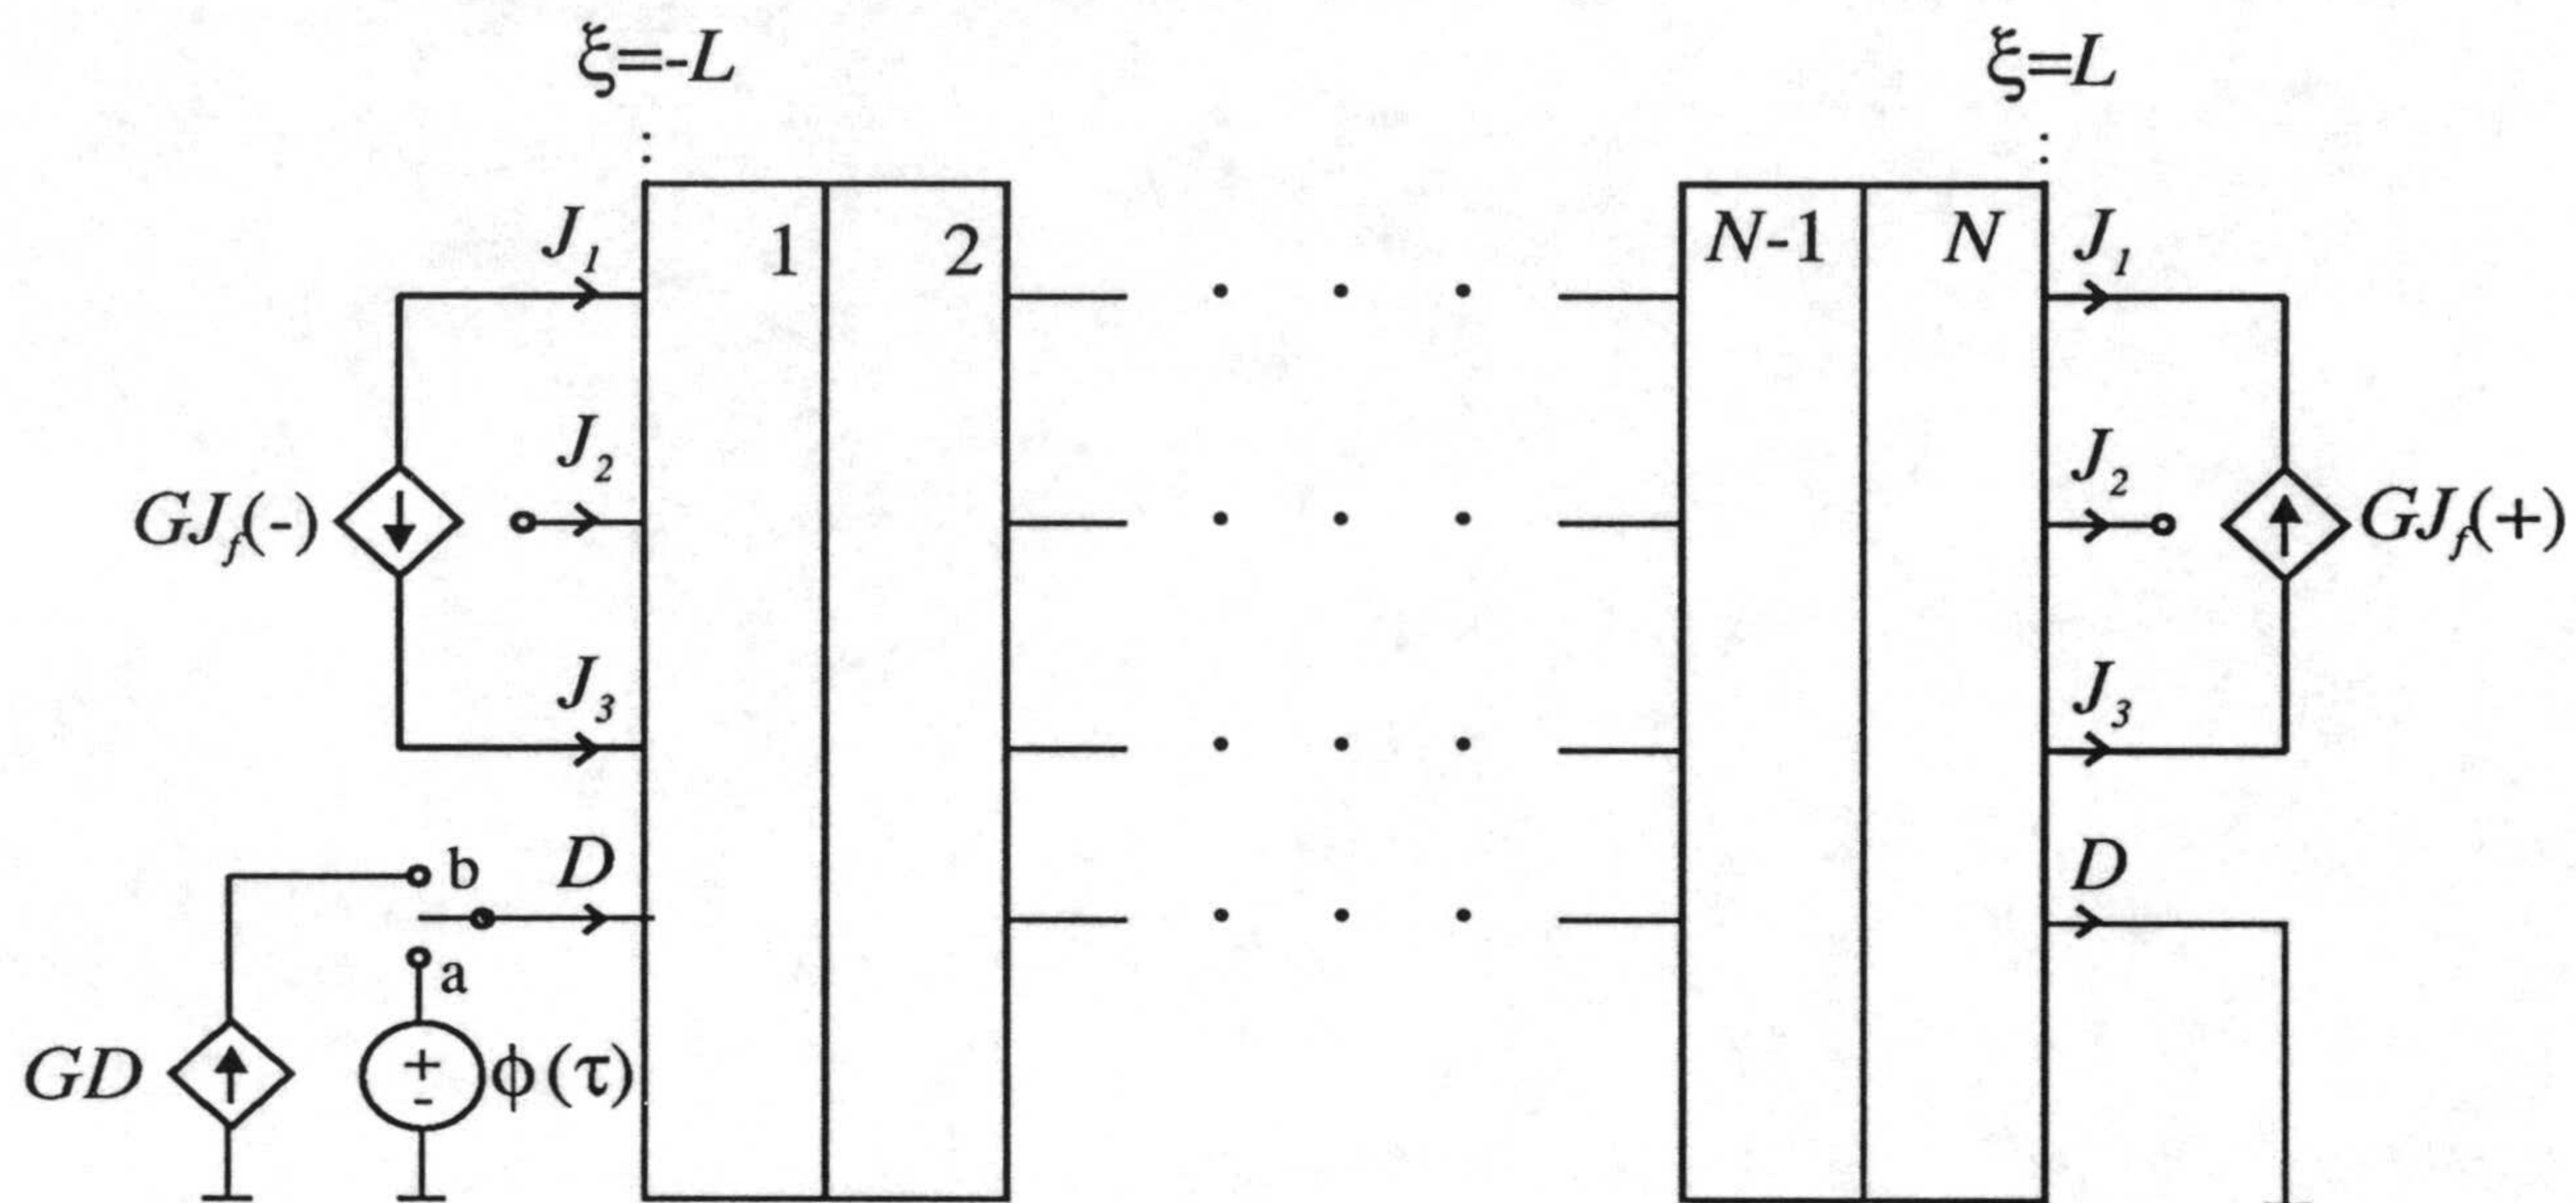 ξ=-L ξ=L
1 2 N-1 N
J₁ J₁
J₂ J₂
GJf(-) GJf(+)
J₃ J₃
b D D
a
GD + - ϕ(τ)